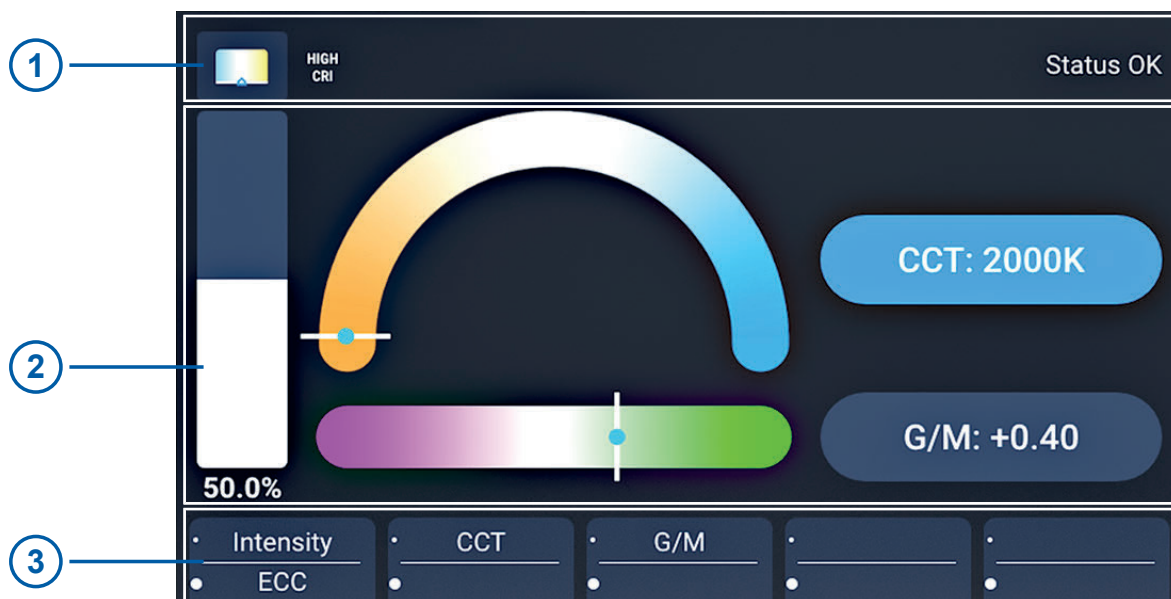 1
HIGH
CRI
Status OK
2
CCT: 2000K
G/M: +0.40
50.0%
3
Intensity
CCT
G/M
ECC